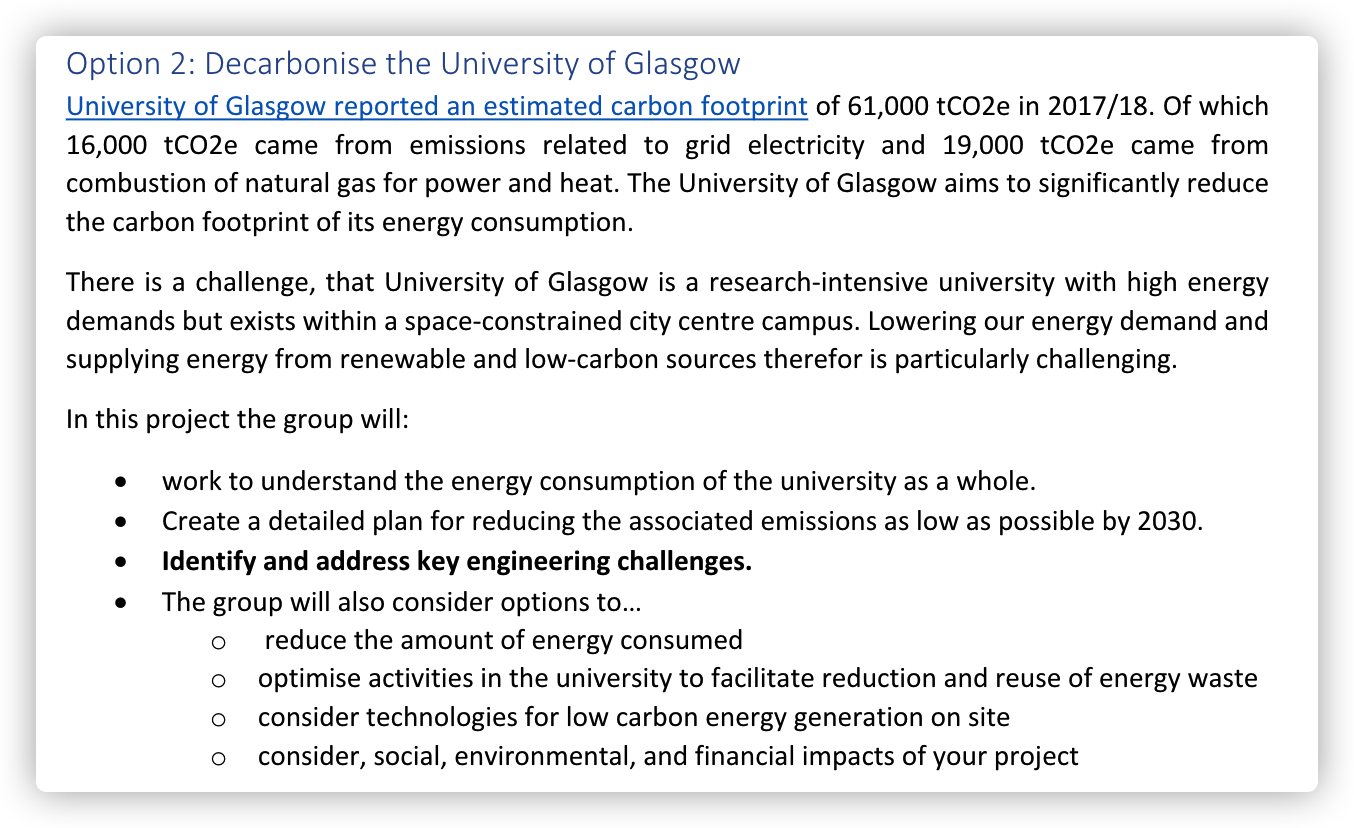 Option 2: Decarbonise the University of Glasgow
University of Glasgow reported an estimated carbon footprint of 61,000 tCO2e in 2017/18. Of which
16,000 tCO2e came from emissions related to grid electricity and 19,000 tCO2e came from
combustion of natural gas for power and heat. The University of Glasgow aims to significantly reduce
the carbon footprint of its energy consumption.
There is a challenge, that University of Glasgow is a research-intensive university with high energy
demands but exists within a space-constrained city centre campus. Lowering our energy demand and
supplying energy from renewable and low-carbon sources therefor is particularly challenging.
In this project the group will:
• work to understand the energy consumption of the university as a whole.
• Create a detailed plan for reducing the associated emissions as low as possible by 2030.
• Identify and address key engineering challenges.
• The group will also consider options to...
o reduce the amount of energy consumed
o optimise activities in the university to facilitate reduction and reuse of energy waste
o consider technologies for low carbon energy generation on site
o consider, social, environmental, and financial impacts of your project